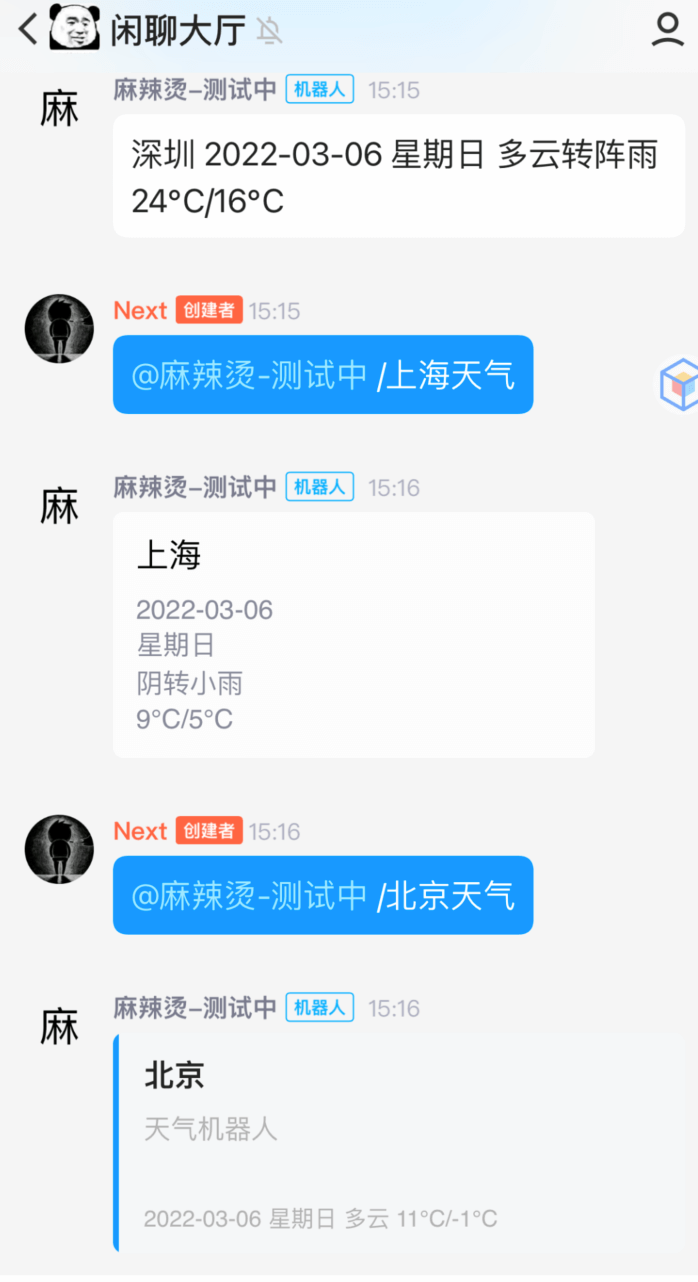 闲聊大厅
麻
麻辣烫-测试中 机器人 15:15
深圳 2022-03-06 星期日 多云转阵雨
24°C/16°C
Next 创建者 15:15
@麻辣烫-测试中 /上海天气
麻
麻辣烫-测试中 机器人 15:16
上海
2022-03-06
星期日
阴转小雨
9°C/5°C
Next 创建者 15:16
@麻辣烫-测试中 /北京天气
麻
麻辣烫-测试中 机器人 15:16
北京
天气机器人
2022-03-06 星期日 多云 11°C/-1°C